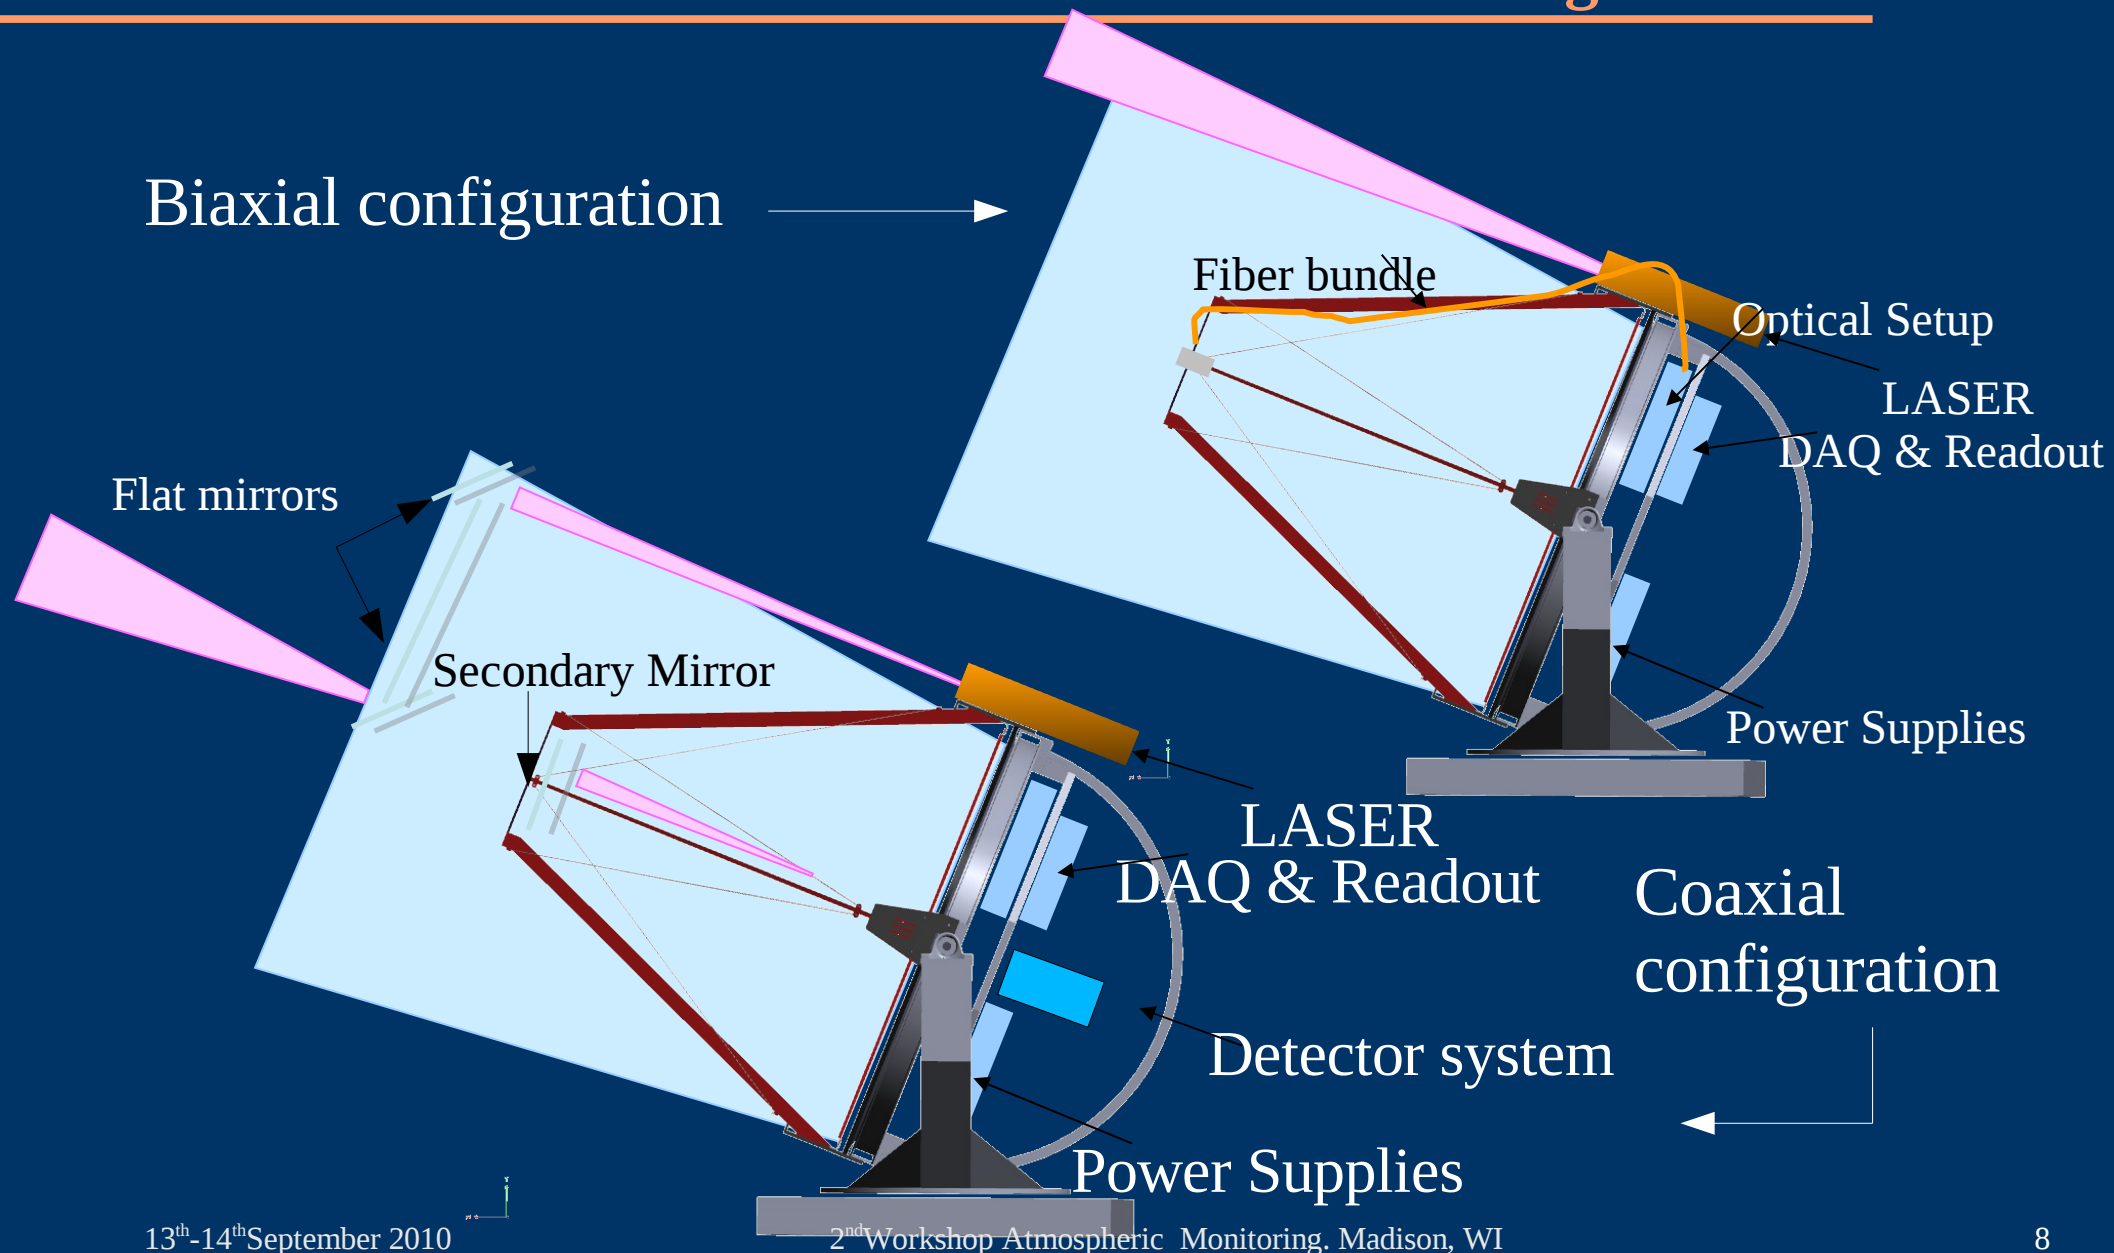 Biaxial configuration
Fiber bundle
Optical Setup
LASER
DAQ & Readout
Flat mirrors
Secondary Mirror
Power Supplies
LASER
DAQ & Readout
Coaxial
configuration
Detector system
Power Supplies
13th-14thSeptember 2010
2ndWorkshop Atmospheric Monitoring. Madison, WI
8